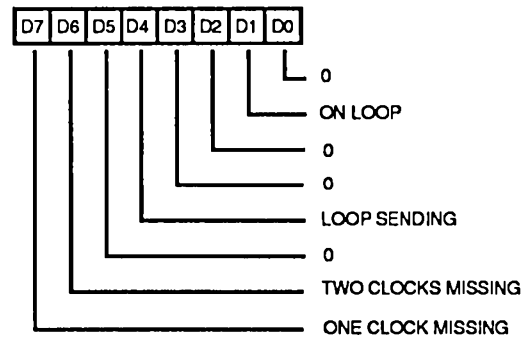 D7 D6 D5 D4 D3 D2 D1 D0
0
ON LOOP
0
0
LOOP SENDING
0
TWO CLOCKS MISSING
ONE CLOCK MISSING